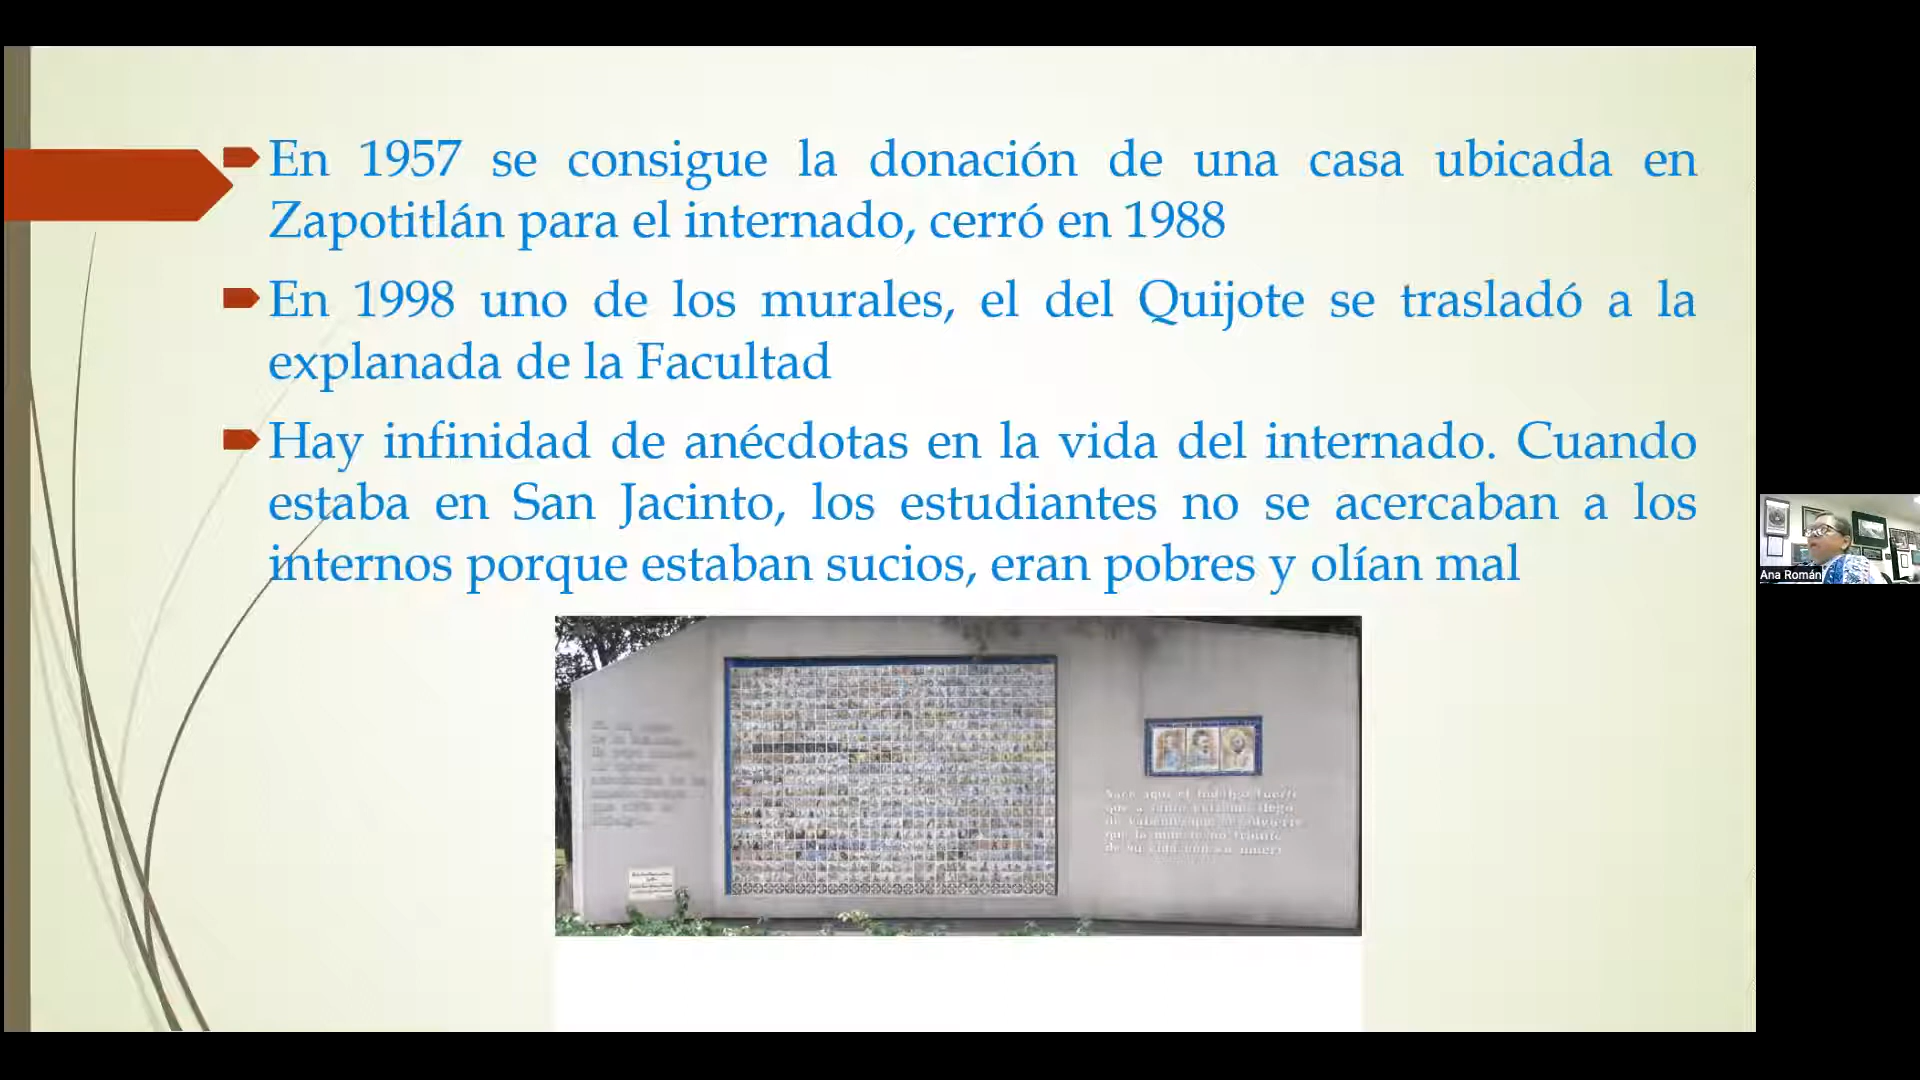 En 1957 se consigue la donación de una casa ubicada en
Zapotitlán para el internado, cerró en 1988
En 1998 uno de los murales, el del Quijote se trasladó a la
explanada de la Facultad
Hay infinidad de anécdotas en la vida del internado. Cuando
estaba en San Jacinto, los estudiantes no se acercaban a los
internos porque estaban sucios, eran pobres y olían mal
Ana Román